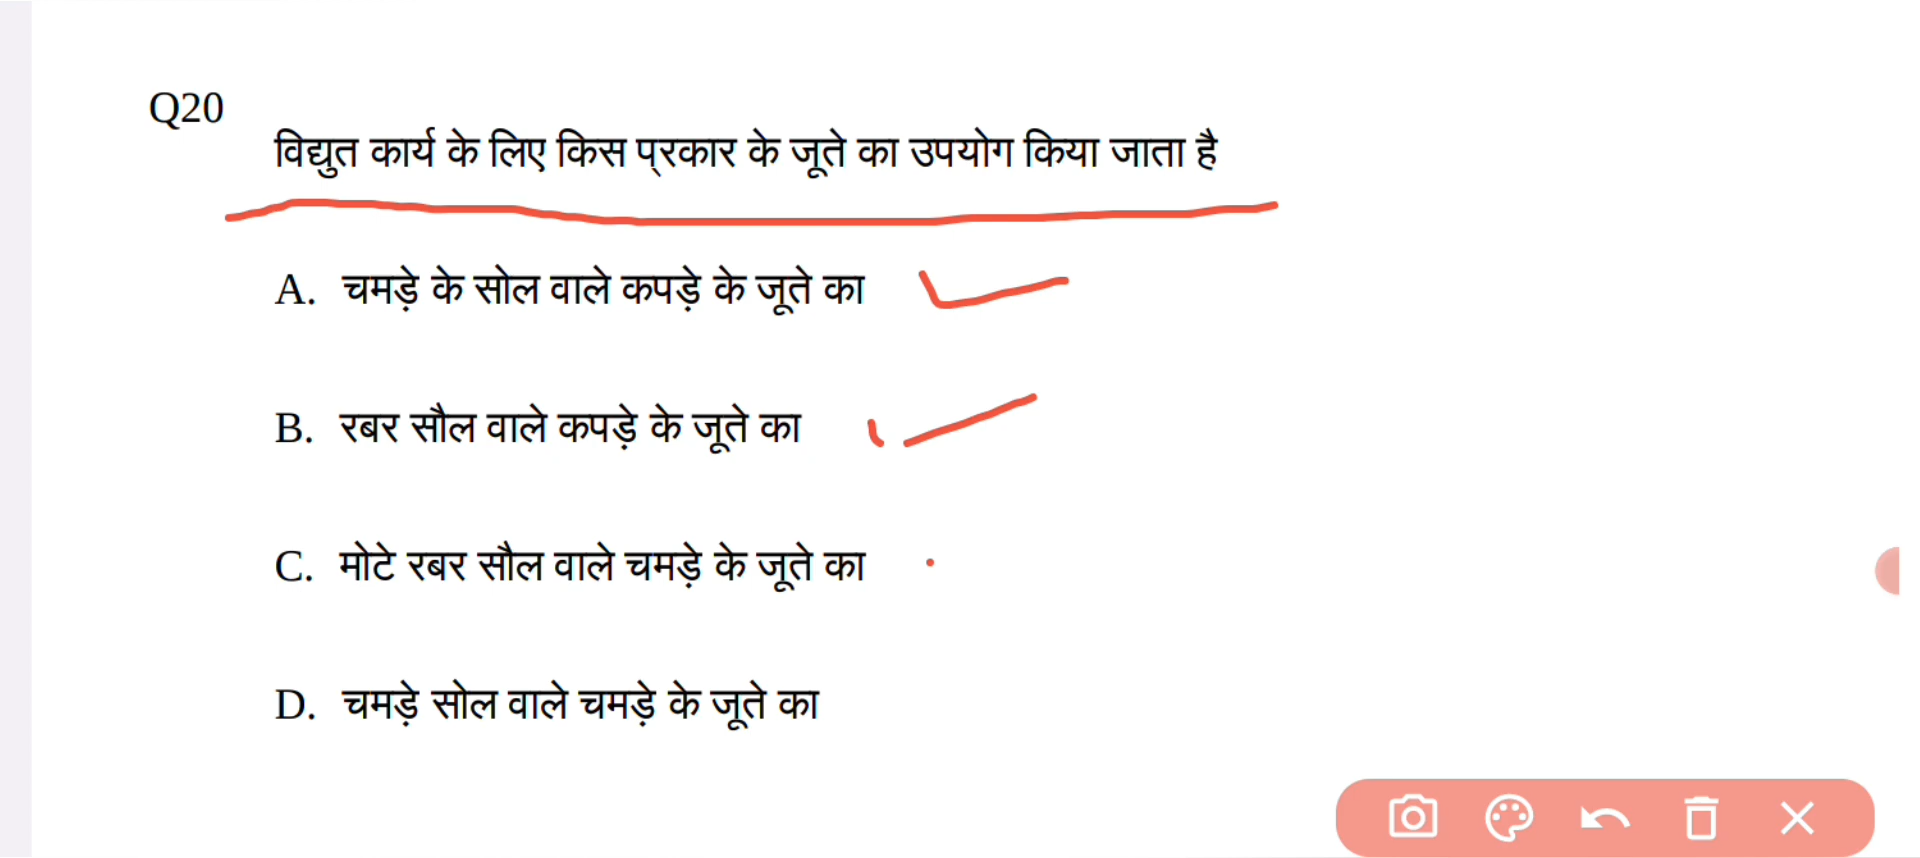 Q20
विद्युत कार्य के लिए किस प्रकार के जूते का उपयोग किया जाता है
A. चमड़े के सोल वाले कपड़े के जूते का
B. रबर सौल वाले कपड़े के जूते का
C. मोटे रबर सौल वाले चमड़े के जूते का
D. चमड़े सोल वाले चमड़े के जूते का